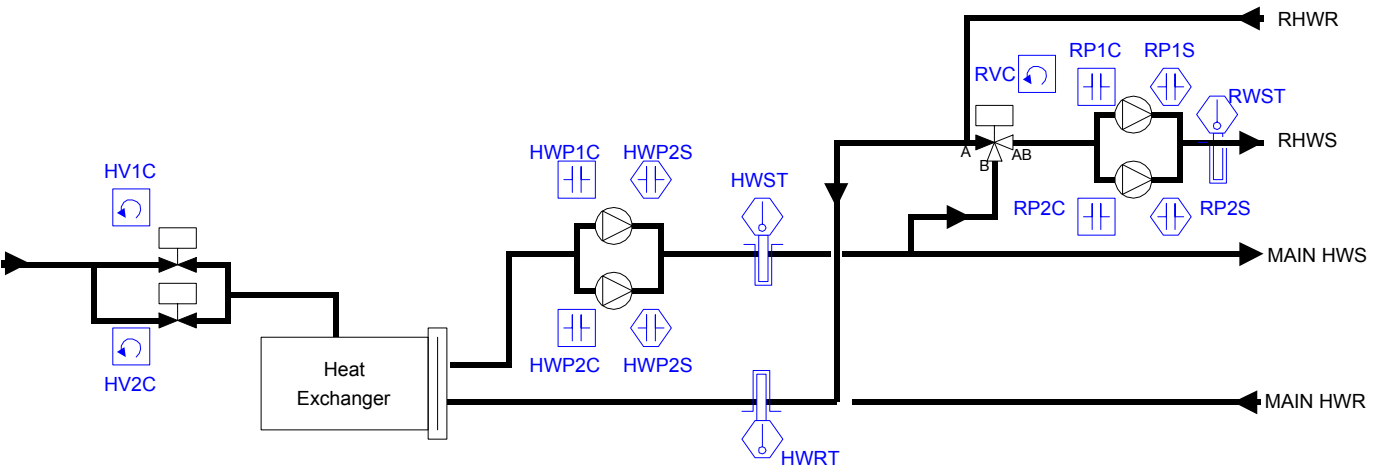 RHWR
RP1C
RP1S
RVC
RWST
A
AB
RHWS
B
HWP1C
HWP2S
HV1C
HWST
RP2C
RP2S
MAIN HWS
HWP2C
HWP2S
HV2C
Heat
Exchanger
MAIN HWR
HWRT